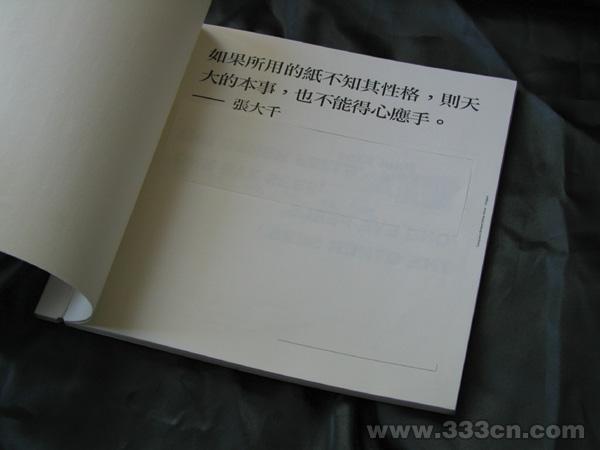 如果所用的紙不知其性格，則天
大的本事，也不能得心應手。
—— 張大千
www.333cn.com